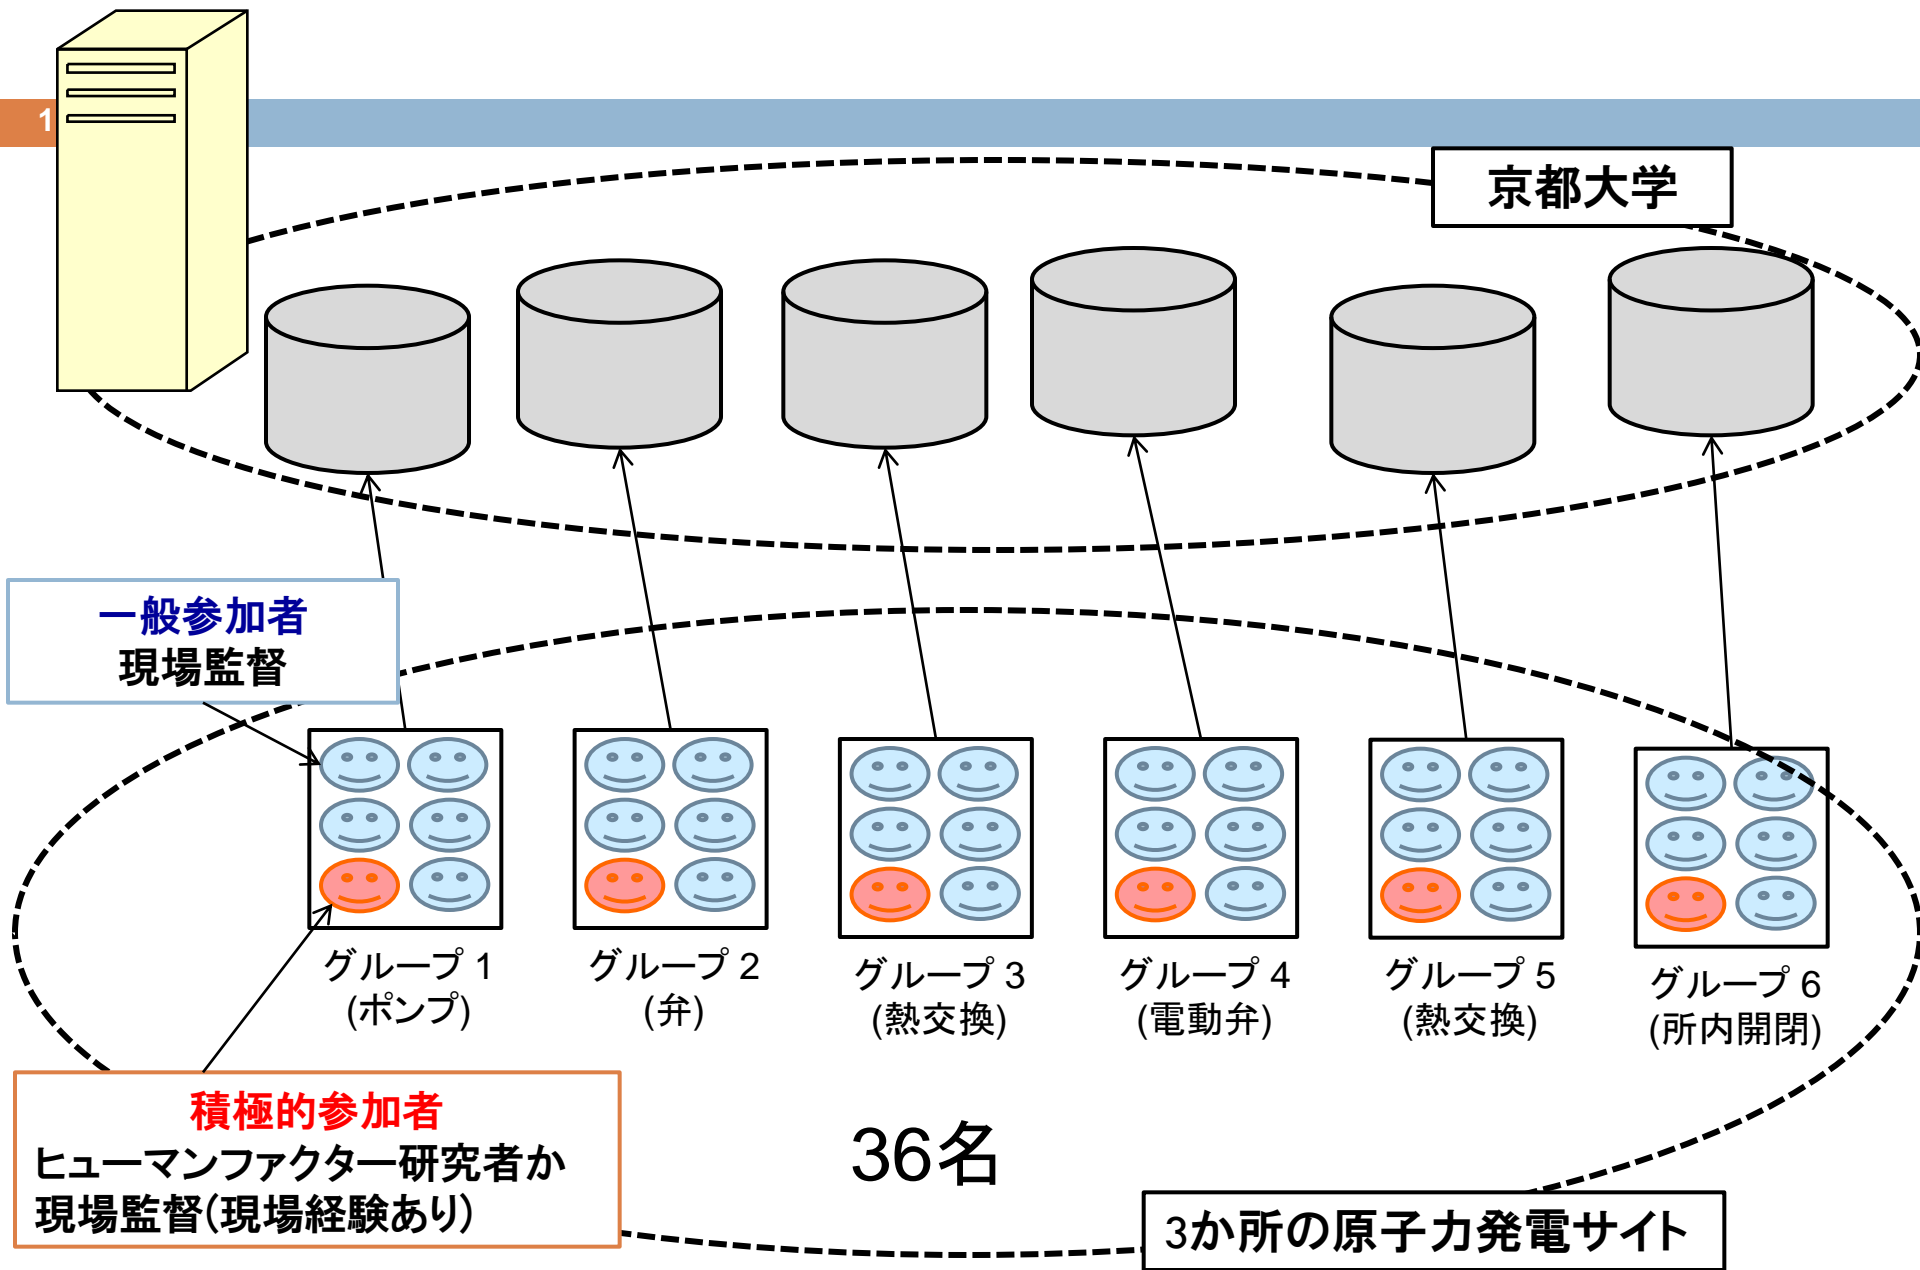 1
京都大学
一般参加者
現場監督
グループ 1
(ポンプ)
グループ 2
(弁)
グループ 3
(熱交換)
グループ 4
(電動弁)
グループ 5
(熱交換)
グループ 6
(所内開閉)
積極的参加者
ヒューマンファクター研究者か
現場監督(現場経験あり)
36名
3か所の原子力発電サイト